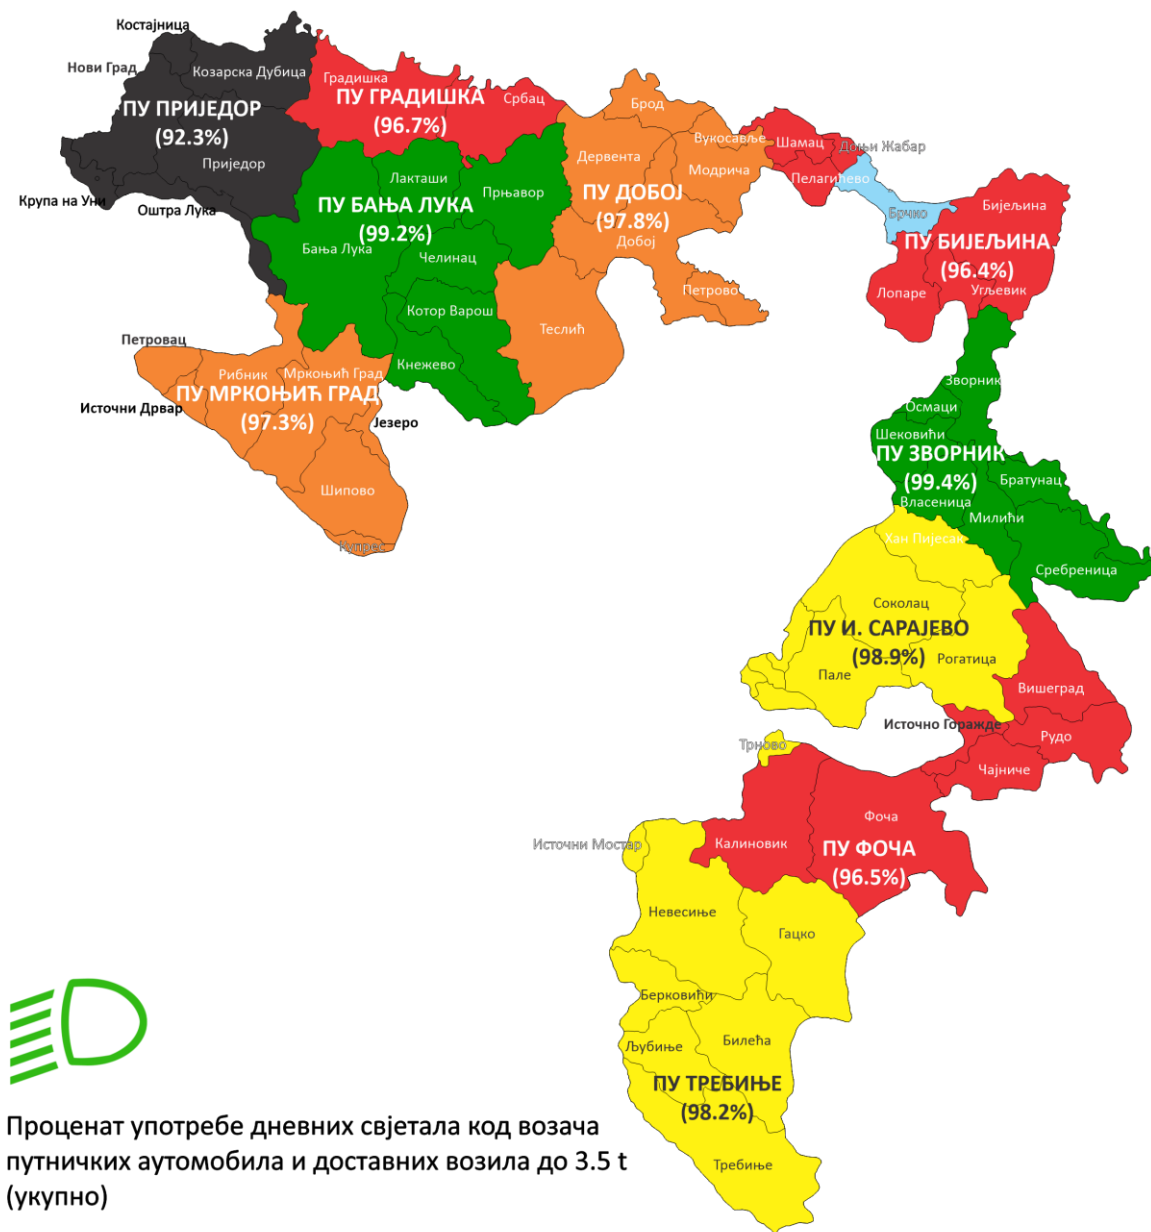 Костајница
Нови Град
Козарска Дубица
ПУ ПРИЈЕДОР
(92.3%)
Приједор
Крупа на Уни
Оштра Лука
Градишка
ПУ ГРАДИШКА
(96.7%)
Србац
Лакташи
Прњавор
ПУ БАЊА ЛУКА
(99.2%)
Бања Лука
Челинац
Котор Варош
Кнежево
Брод
Вукосавље
Дервента
Модрича
ПУ ДОБОЈ
(97.8%)
Добој
Петрово
Теслић
Шамац
Доњи Жабар
Пелагићево
Брчко
Бијељина
ПУ БИЈЕЉИНА
(96.4%)
Лопаре
Угљевик
Петровац
Рибник
Мркоњић Град
ПУ МРКОЊИЋ ГРАД
(97.3%)
Источни Дрвар
Језеро
Шипово
Купрес
Зворник
Осмаци
Шековићи
ПУ ЗВОРНИК
(99.4%)
Братунац
Власеница
Милићи
Сребреница
Хан Пијесак
Соколац
ПУ И. САРАЈЕВО
(98.9%)
Рогатица
Пале
Вишеград
Источно Горажде
Рудо
Трново
Чајниче
Фоча
Калиновик
ПУ ФОЧА
(96.5%)
Источни Мостар
Невесиње
Гацко
Берковићи
Љубиње
Билећа
ПУ ТРЕБИЊЕ
(98.2%)
Требиње
Проценат употребе дневних свјетала код возача
путничких аутомобила и доставних возила до 3.5 t
(укупно)